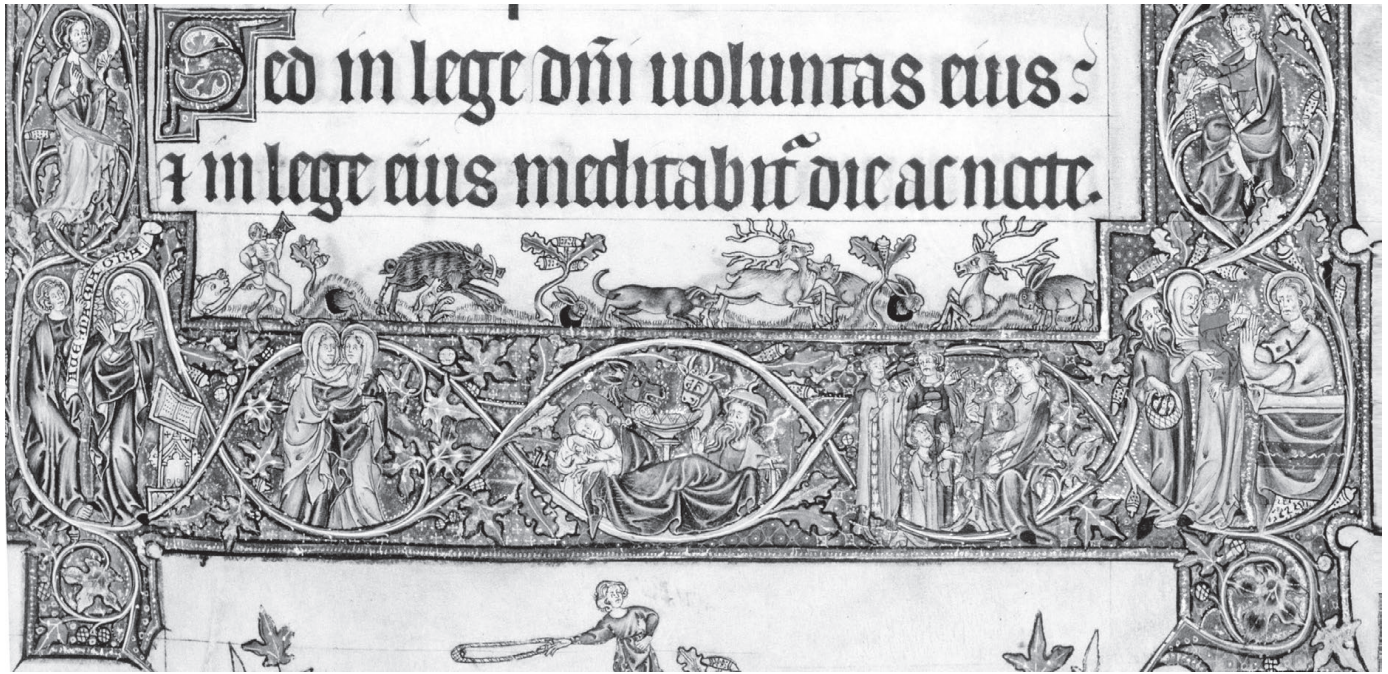 Sed in lege dñi uoluntas eius :
⁊ in lege eius meditabit᷑ die ac nocte.